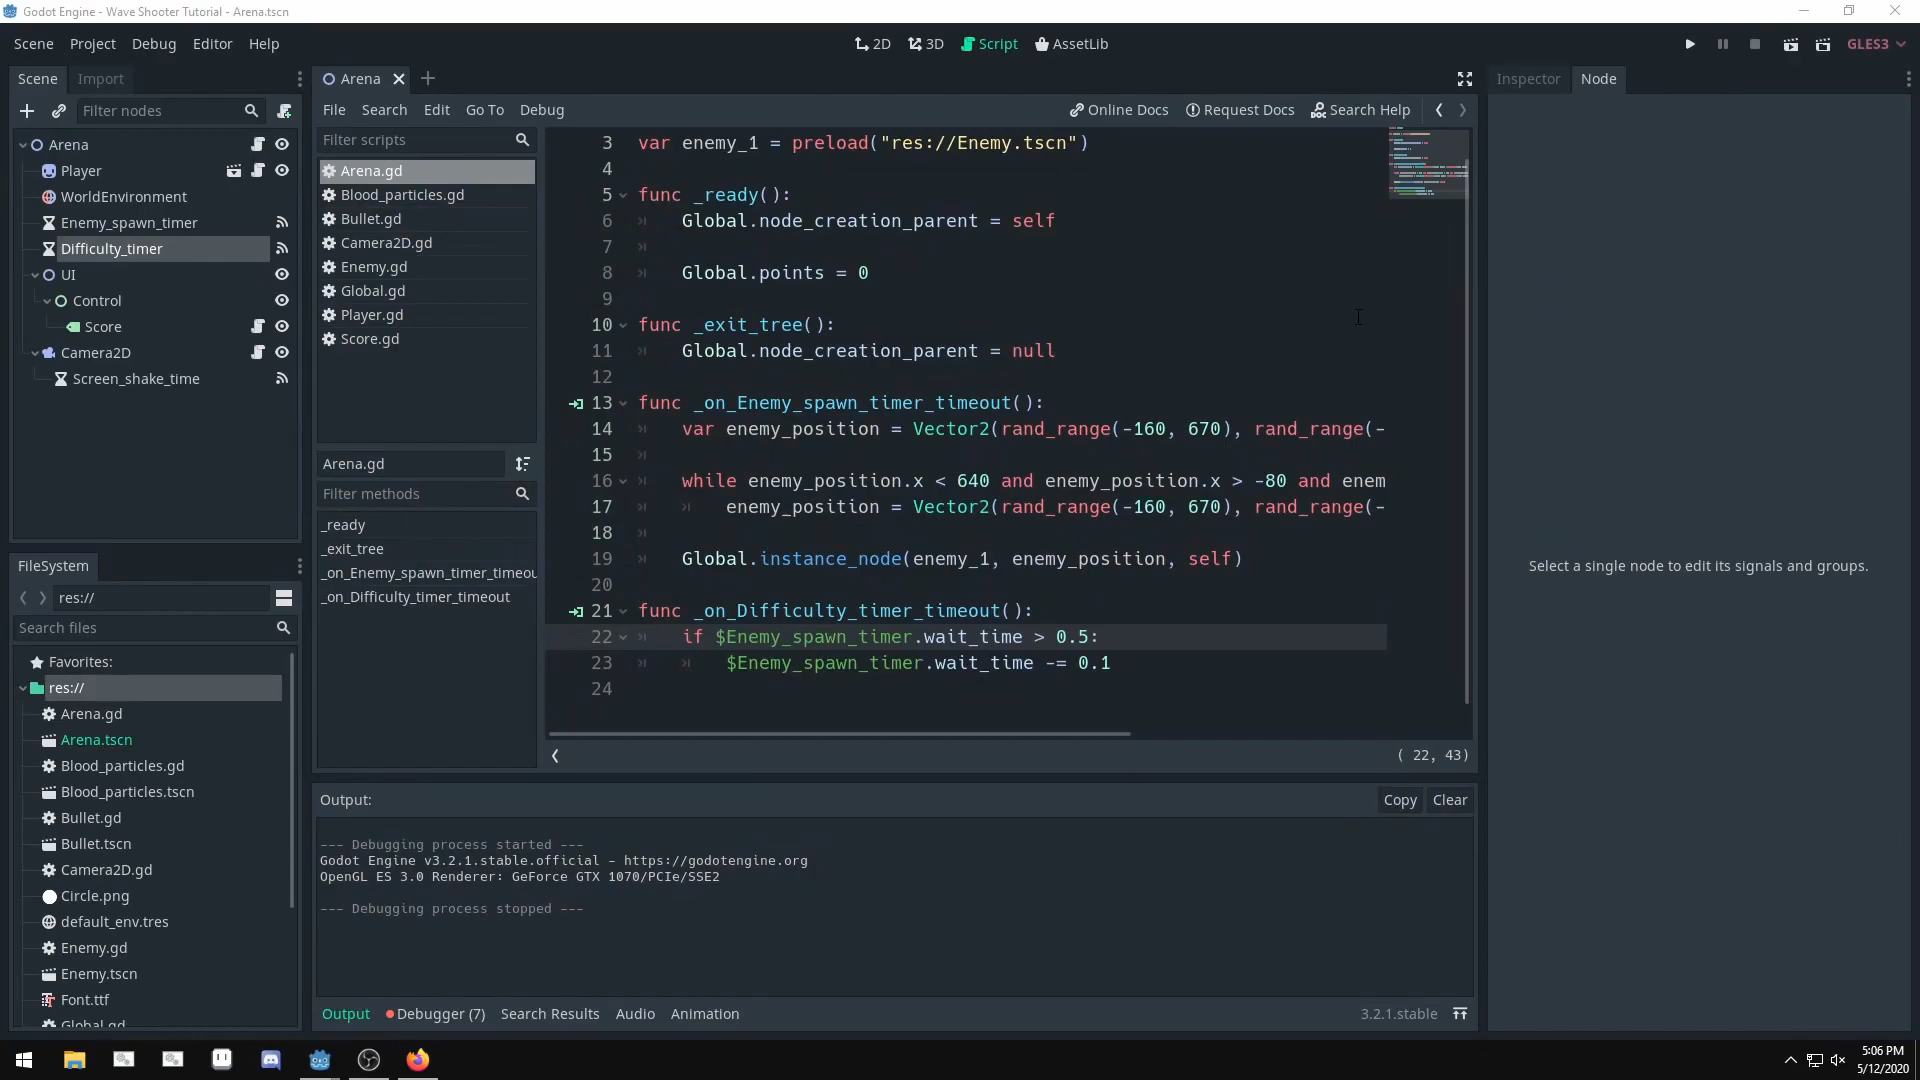 Godot Engine - Wave Shooter Tutorial - Arena.tscn
Scene Project Debug Editor Help
2D 3D Script AssetLib
GLES3
Scene Import
Filter nodes
Arena
Player
WorldEnvironment
Enemy_spawn_timer
Difficulty_timer
UI
Control
Score
Camera2D
Screen_shake_time
FileSystem
res://
Search files
Favorites:
res://
Arena.gd
Arena.tscn
Blood_particles.gd
Blood_particles.tscn
Bullet.gd
Bullet.tscn
Camera2D.gd
Circle.png
default_env.tres
Enemy.gd
Enemy.tscn
Font.ttf
Global.gd
Arena
File Search Edit Go To Debug
Online Docs Request Docs Search Help
Filter scripts
Arena.gd
Blood_particles.gd
Bullet.gd
Camera2D.gd
Enemy.gd
Global.gd
Player.gd
Score.gd
Arena.gd
Filter methods
_ready
_exit_tree
_on_Enemy_spawn_timer_timeou
_on_Difficulty_timer_timeout
3 var enemy_1 = preload("res://Enemy.tscn")
4
5 func _ready():
6 Global.node_creation_parent = self
7
8 Global.points = 0
9
10 func _exit_tree():
11 Global.node_creation_parent = null
12
13 func _on_Enemy_spawn_timer_timeout():
14 var enemy_position = Vector2(rand_range(-160, 670), rand_range(-
15
16 while enemy_position.x < 640 and enemy_position.x > -80 and enem
17 enemy_position = Vector2(rand_range(-160, 670), rand_range(-
18
19 Global.instance_node(enemy_1, enemy_position, self)
20
21 func _on_Difficulty_timer_timeout():
22 if $Enemy_spawn_timer.wait_time > 0.5:
23 $Enemy_spawn_timer.wait_time -= 0.1
24
( 22, 43)
Output:
Copy Clear
--- Debugging process started ---
Godot Engine v3.2.1.stable.official - https://godotengine.org
OpenGL ES 3.0 Renderer: GeForce GTX 1070/PCIe/SSE2
--- Debugging process stopped ---
Output Debugger (7) Search Results Audio Animation
3.2.1.stable
Inspector Node
Select a single node to edit its signals and groups.
5:06 PM
5/12/2020